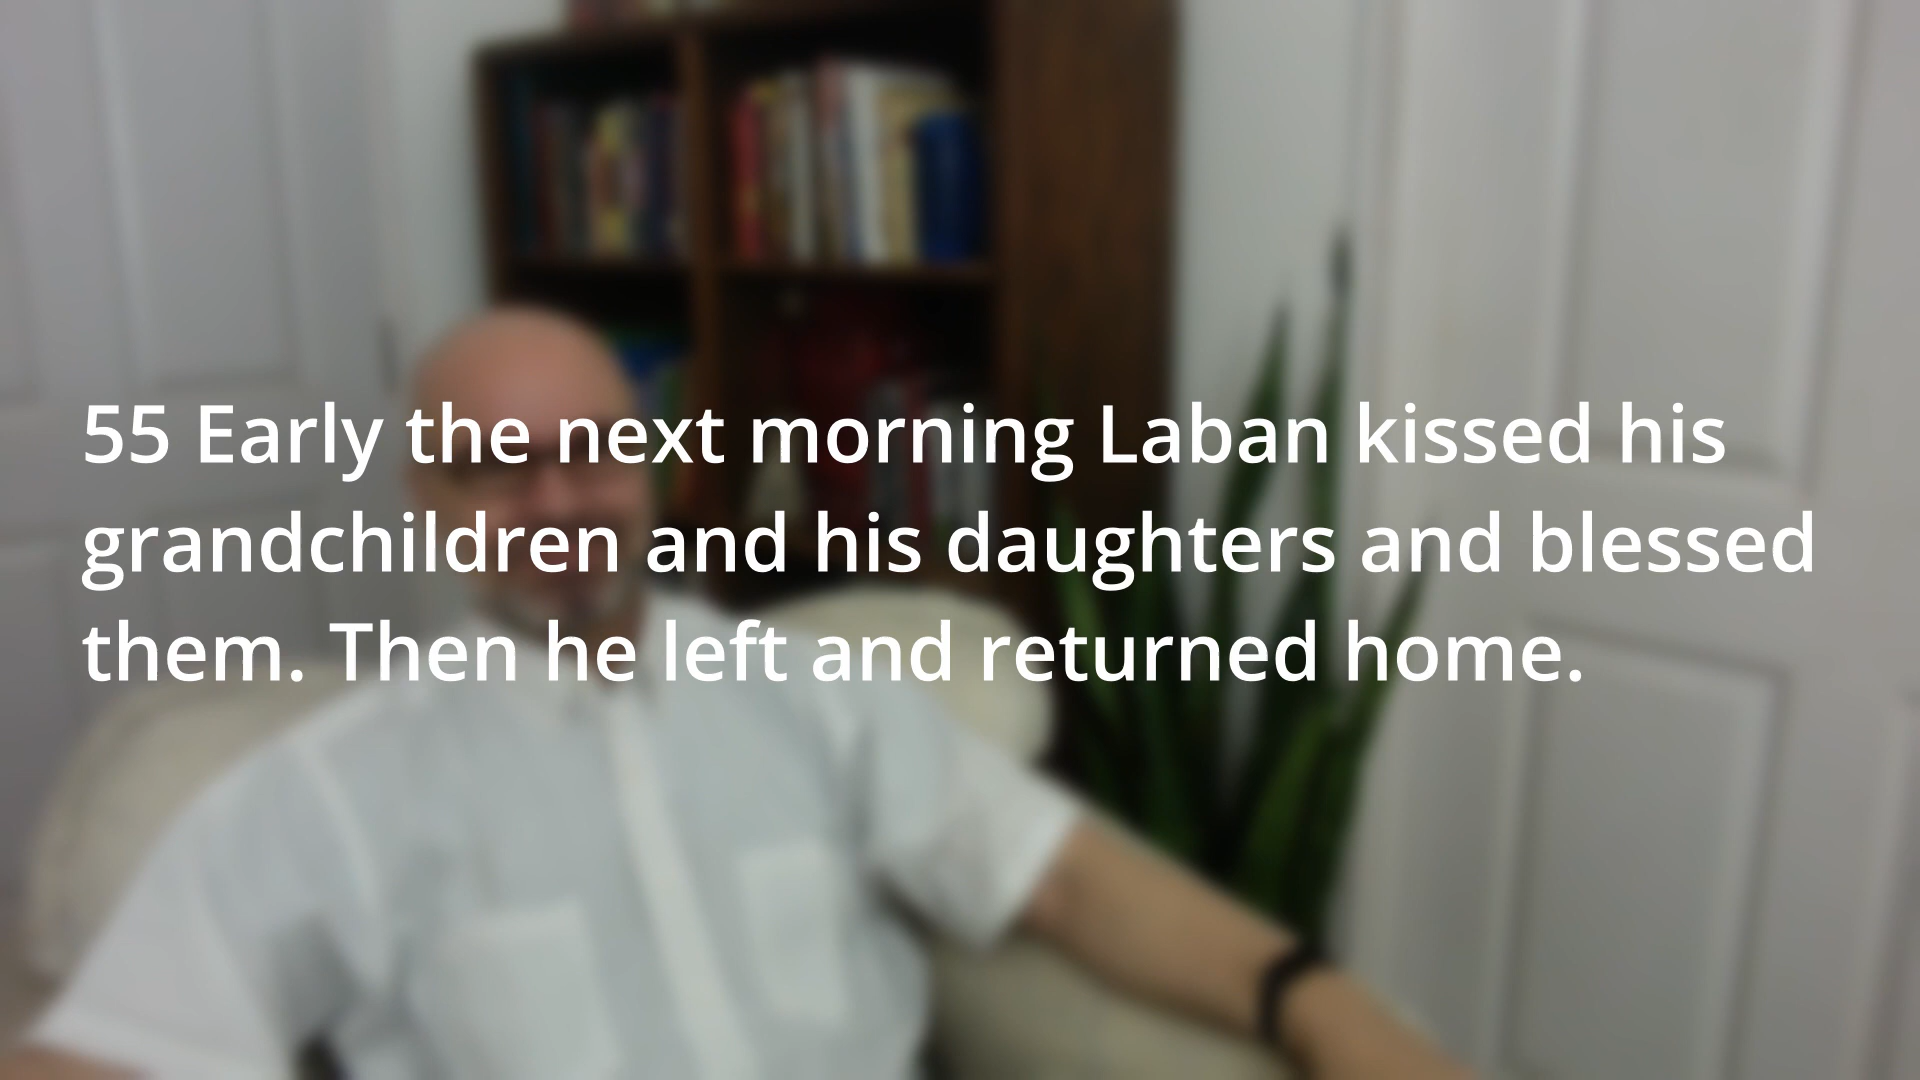 55 Early the next morning Laban kissed his
grandchildren and his daughters and blessed
them. Then he left and returned home.